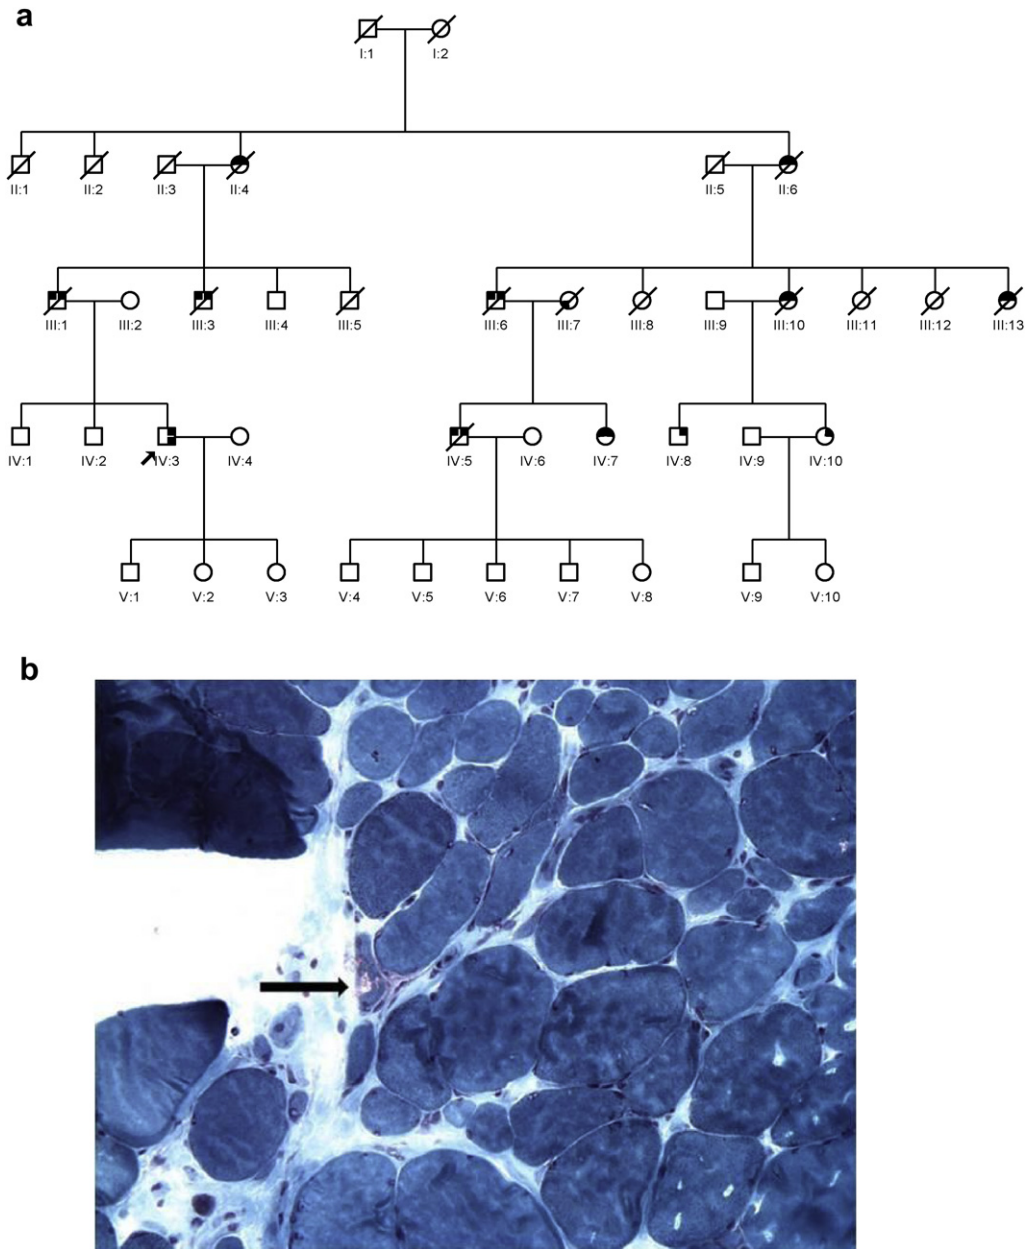 a
I:1 I:2
II:1 II:2 II:3 II:4 II:5 II:6
III:1 III:2 III:3 III:4 III:5 III:6 III:7 III:8 III:9 III:10 III:11 III:12 III:13
IV:1 IV:2 IV:3 IV:4 IV:5 IV:6 IV:7 IV:8 IV:9 IV:10
V:1 V:2 V:3 V:4 V:5 V:6 V:7 V:8 V:9 V:10
b